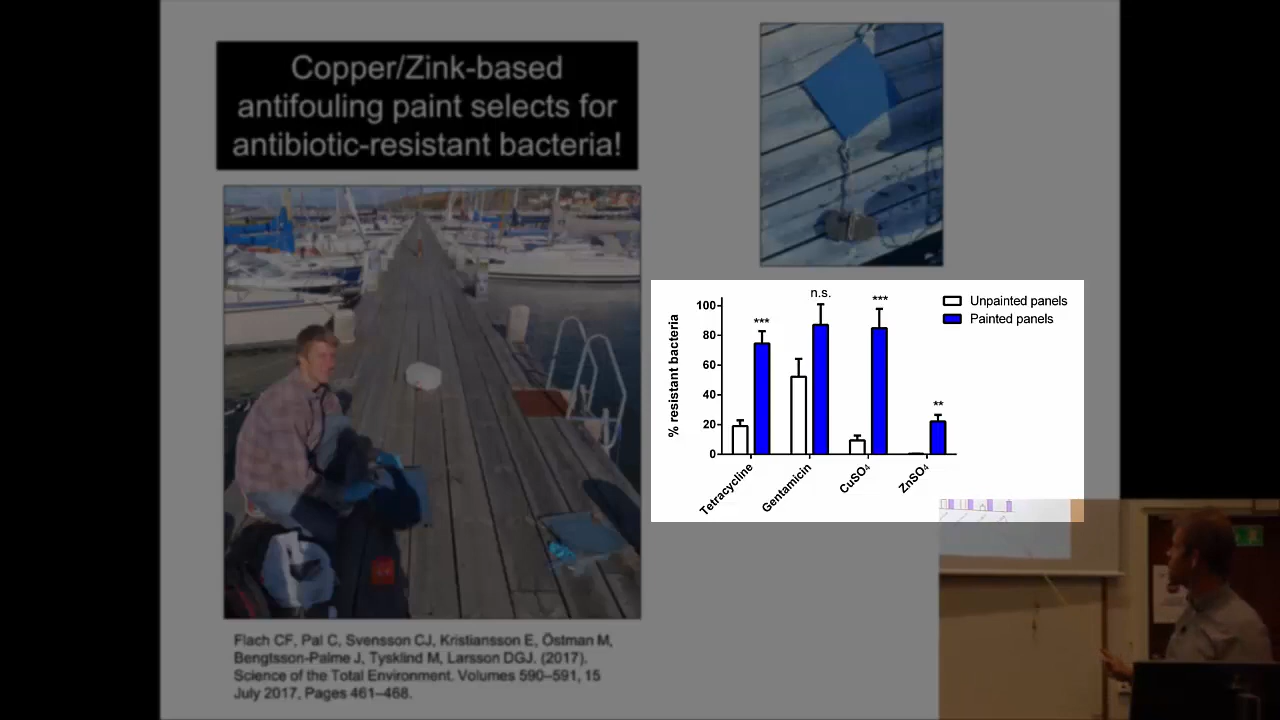 Copper/Zink-based
antifouling paint selects for
antibiotic-resistant bacteria!
n.s.
***
***
**
100
80
60
40
20
0
% resistant bacteria
Unpainted panels
Painted panels
Tetracycline
Gentamicin
CuSO4
ZnSO4
Flach CF, Pal C, Svensson CJ, Kristiansson E, Östman M,
Bengtsson-Palme J, Tysklind M, Larsson DGJ. (2017).
Science of the Total Environment. Volumes 590–591, 15
July 2017, Pages 461–468.